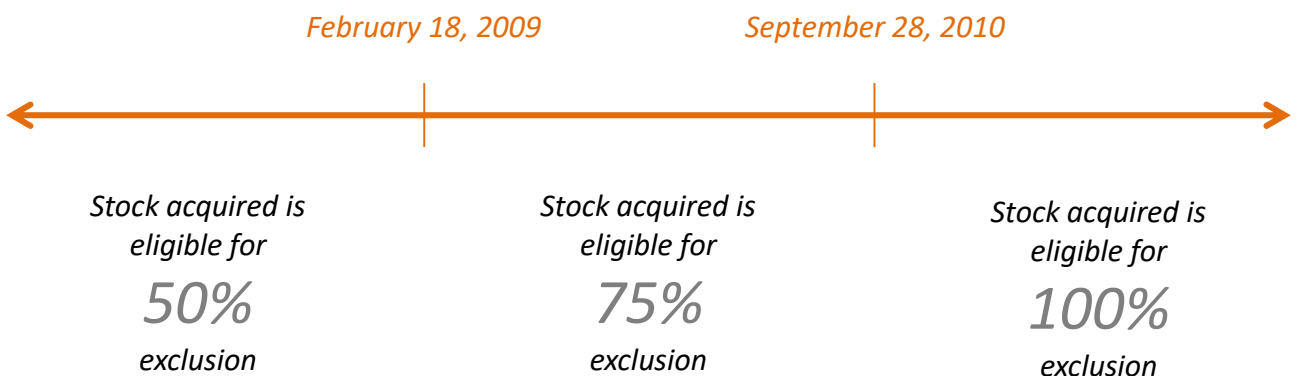 February 18, 2009
September 28, 2010
Stock acquired is
eligible for
50%
exclusion
Stock acquired is
eligible for
75%
exclusion
Stock acquired is
eligible for
100%
exclusion